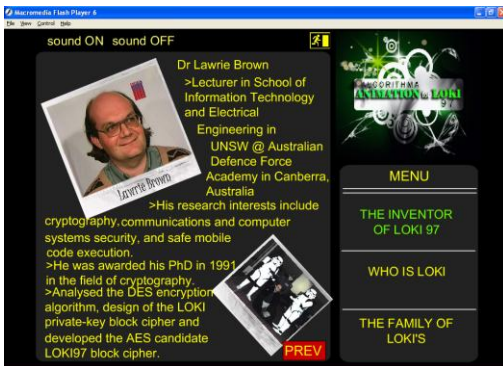 Macromedia Flash Player 6
File View Control Help
sound ON sound OFF
Dr Lawrie Brown
>Lecturer in School of
Information Technology
and Electrical
Engineering in
UNSW @ Australian
Defence Force
Academy in Canberra,
Australia
>His research interests include
cryptography, communications and computer
systems security, and safe mobile
code execution.
>He was awarded his PhD in 1991
in the field of cryptography.
>Analysed the DES encryption
algorithm, design of the LOKI
private-key block cipher and
developed the AES candidate
LOKI97 block cipher.
Lawrie Brown
PREV
ALGORITHMA
ANIMATION LOKI
MENU
THE INVENTOR
OF LOKI 97
WHO IS LOKI
THE FAMILY OF
LOKI'S